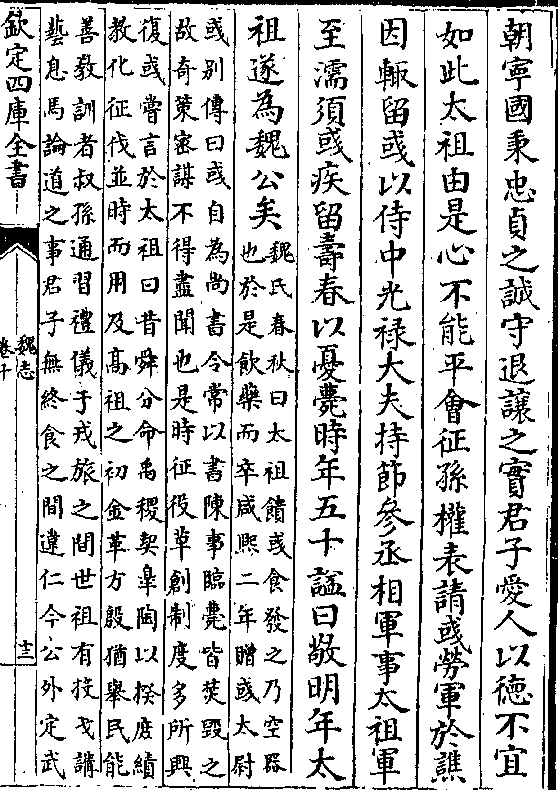 朝寧國秉忠貞之誠守退讓之實君子愛人以徳不宜
如此太祖由是心不能平㑹征孫權表請彧勞軍於譙
因輙留彧以侍中光禄大夫持節參丞相軍事太祖軍
至濡須彧疾留壽春以憂薨時年五十諡曰敬明年太
祖遂為魏公矣
魏氏春秋曰太祖饋彧食發之乃空器
也於是飲藥而卒咸熙二年贈彧太尉
彧别傳曰彧自為尚書令常以書陳事臨薨皆焚毀之
故竒策宻謀不得盡聞也是時征役草創制度多所興
復彧嘗言於太祖曰昔舜分命禹稷契臯陶以揆庶績
教化征伐並時而用及髙祖之初金革方殷猶舉民能
善教訓者叔孫通習禮儀于戎旅之間世祖有投戈講
藝息馬論道之事君子無終食之間違仁今公外定武
欽定四庫全書
魏志
卷十